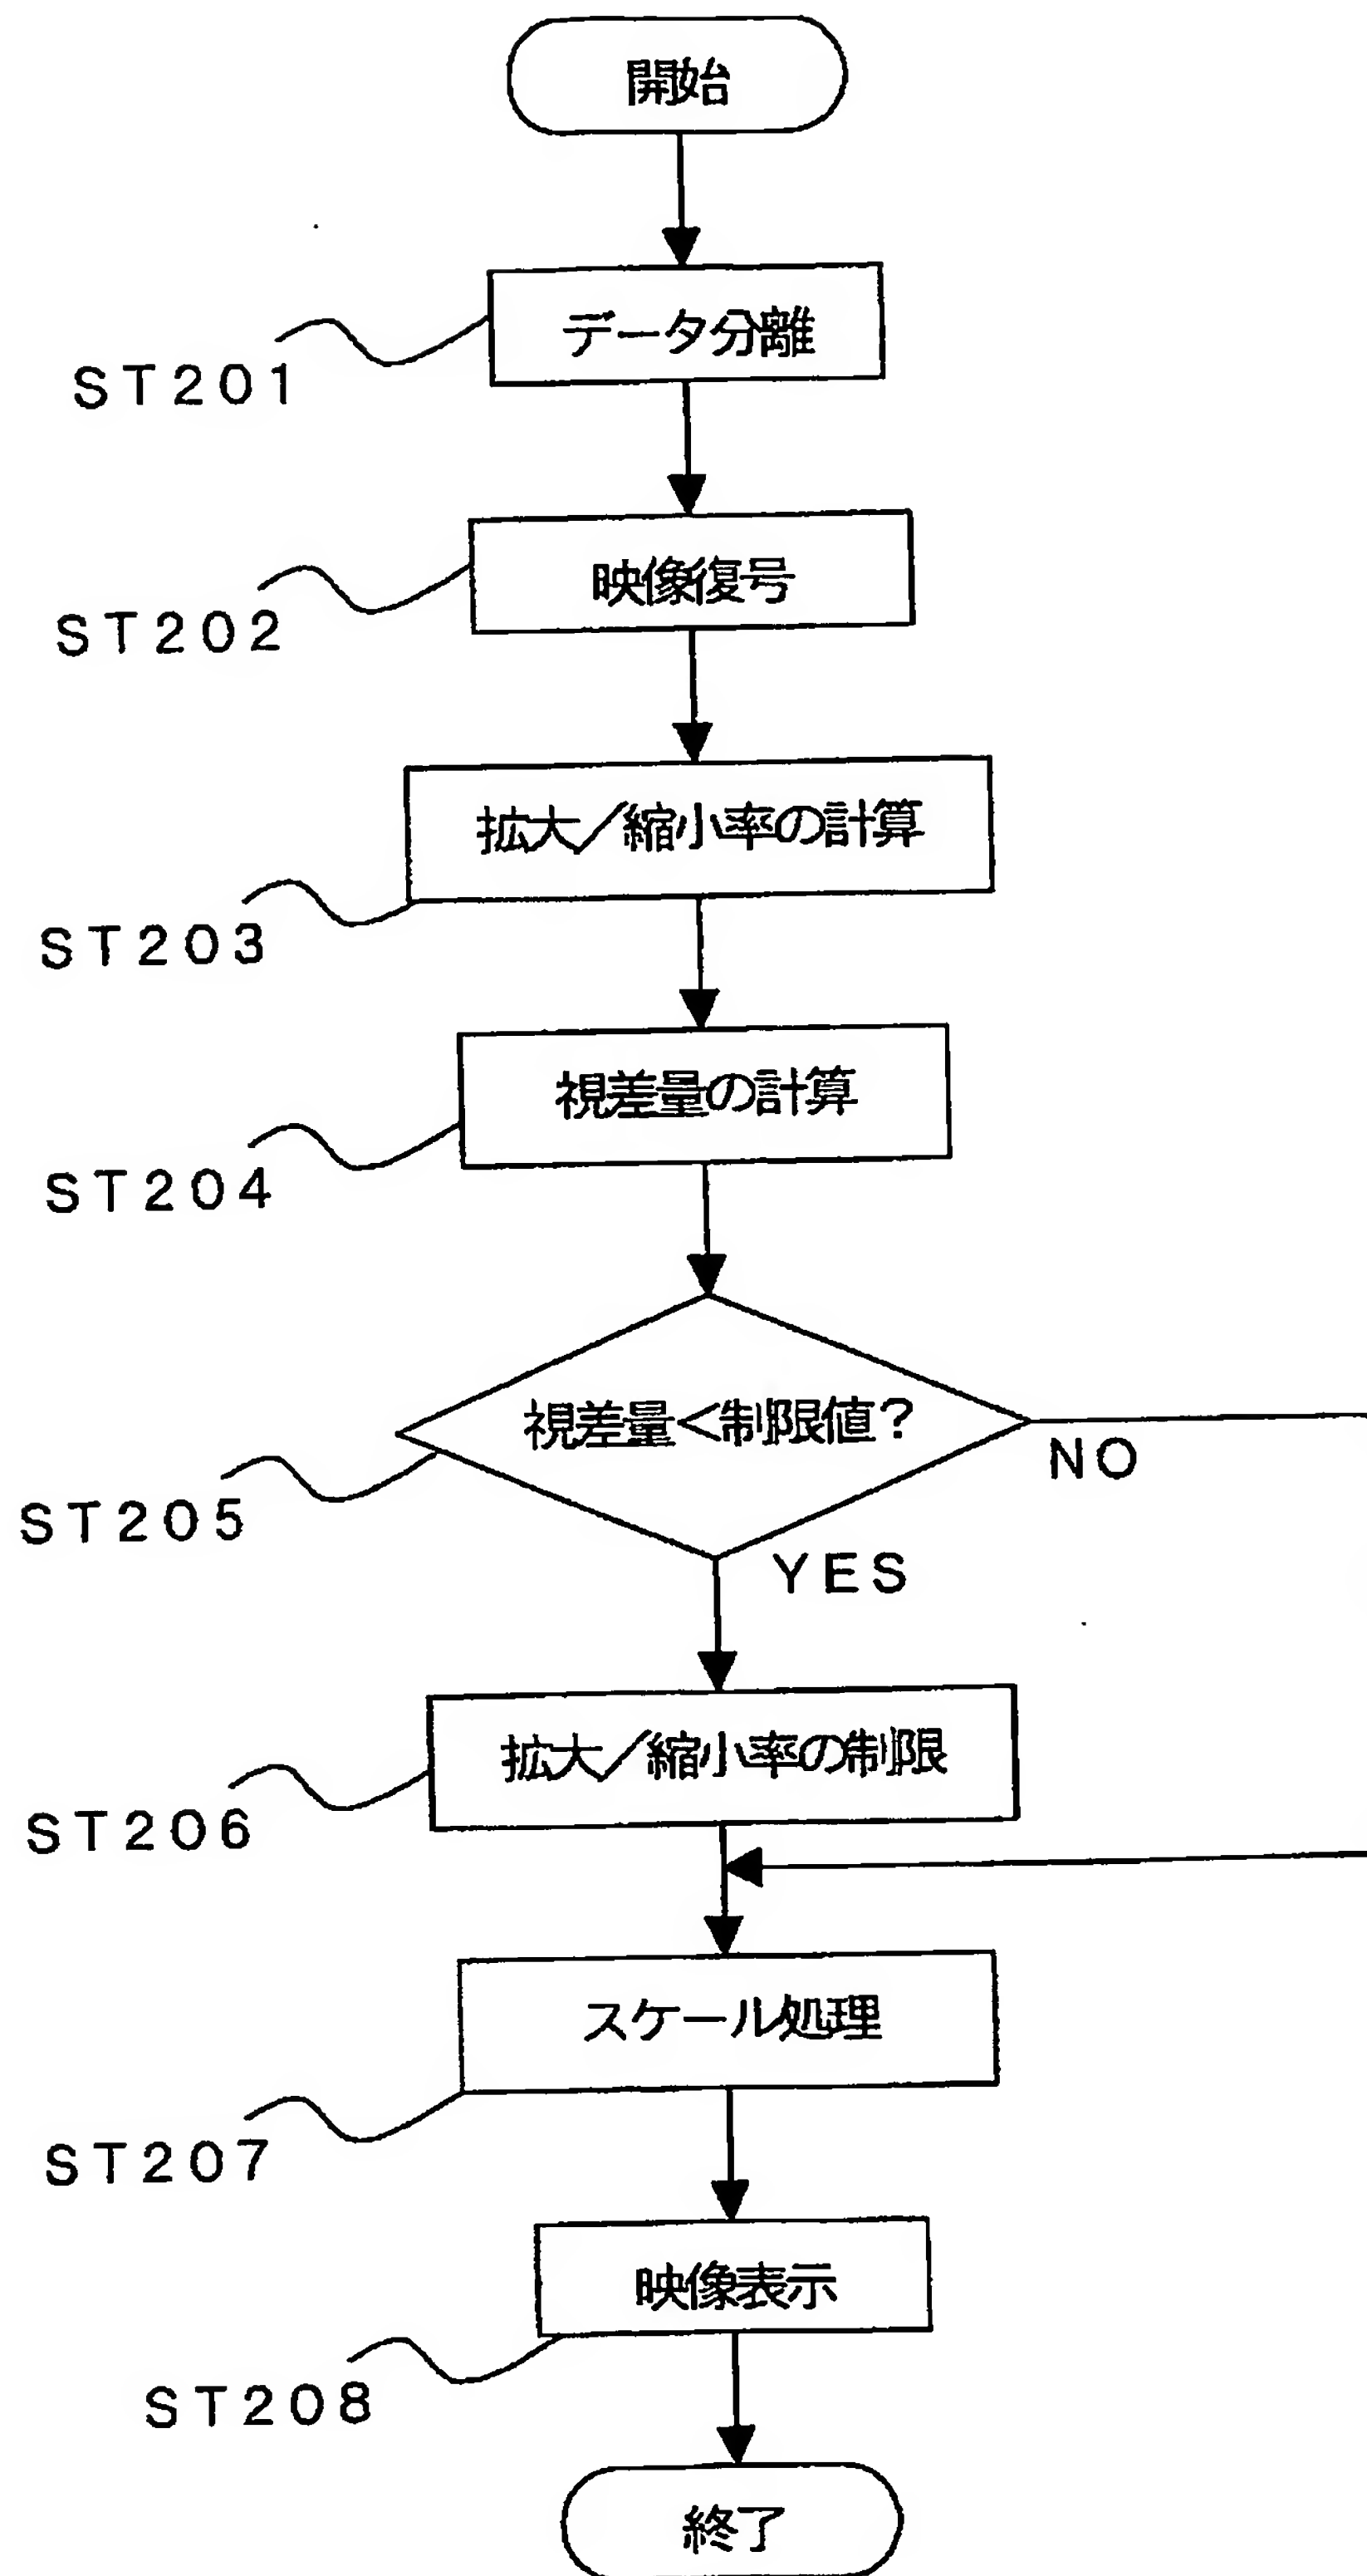 開始
データ分離
ST201
映像復号
ST202
拡大/縮小率の計算
ST203
視差量の計算
ST204
視差量<制限値?
NO
ST205
YES
拡大/縮小率の制限
ST206
スケール処理
ST207
映像表示
ST208
終了